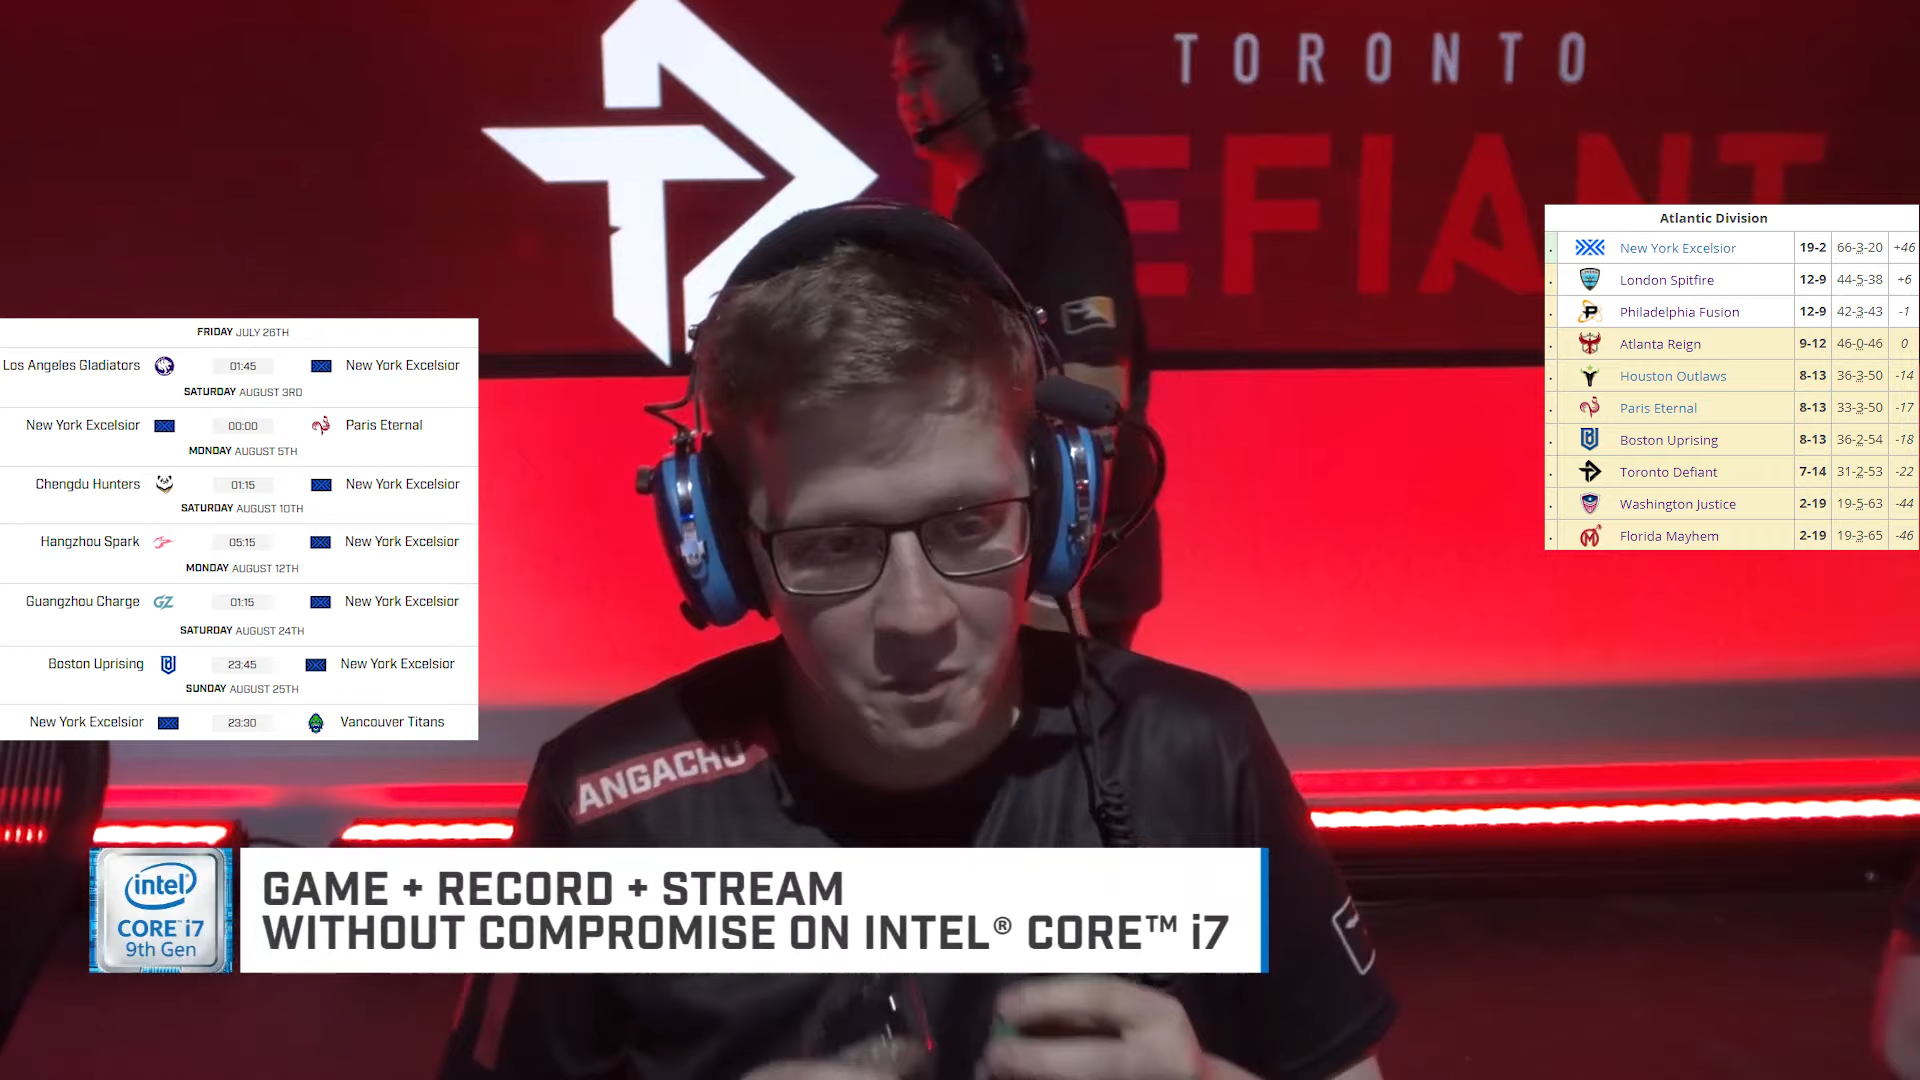 TORONTO
DEFIANT
Atlantic Division
New York Excelsior 19-2 66-3-20 +46
London Spitfire 12-9 44-5-38 +6
Philadelphia Fusion 12-9 42-3-43 -1
Atlanta Reign 9-12 46-0-46 0
Houston Outlaws 8-13 36-3-50 -14
Paris Eternal 8-13 33-3-50 -17
Boston Uprising 8-13 36-2-54 -18
Toronto Defiant 7-14 31-2-53 -22
Washington Justice 2-19 19-5-63 -44
Florida Mayhem 2-19 19-3-65 -46
FRIDAY JULY 26TH
Los Angeles Gladiators 01:45 New York Excelsior
SATURDAY AUGUST 3RD
New York Excelsior 00:00 Paris Eternal
MONDAY AUGUST 5TH
Chengdu Hunters 01:15 New York Excelsior
SATURDAY AUGUST 10TH
Hangzhou Spark 05:15 New York Excelsior
MONDAY AUGUST 12TH
Guangzhou Charge GZ 01:15 New York Excelsior
SATURDAY AUGUST 24TH
Boston Uprising 23:45 New York Excelsior
SUNDAY AUGUST 25TH
New York Excelsior 23:30 Vancouver Titans
ANGACHU
intel
CORE™ i7
9th Gen
GAME + RECORD + STREAM
WITHOUT COMPROMISE ON INTEL® CORE™ i7